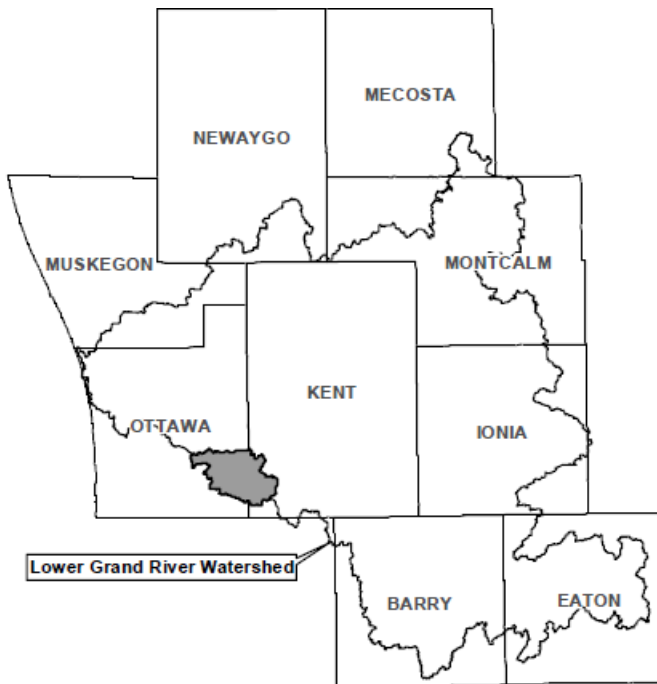 MECOSTA
NEWAYGO
MUSKEGON
MONTCALM
KENT
OTTAWA
IONIA
Lower Grand River Watershed
BARRY
EATON